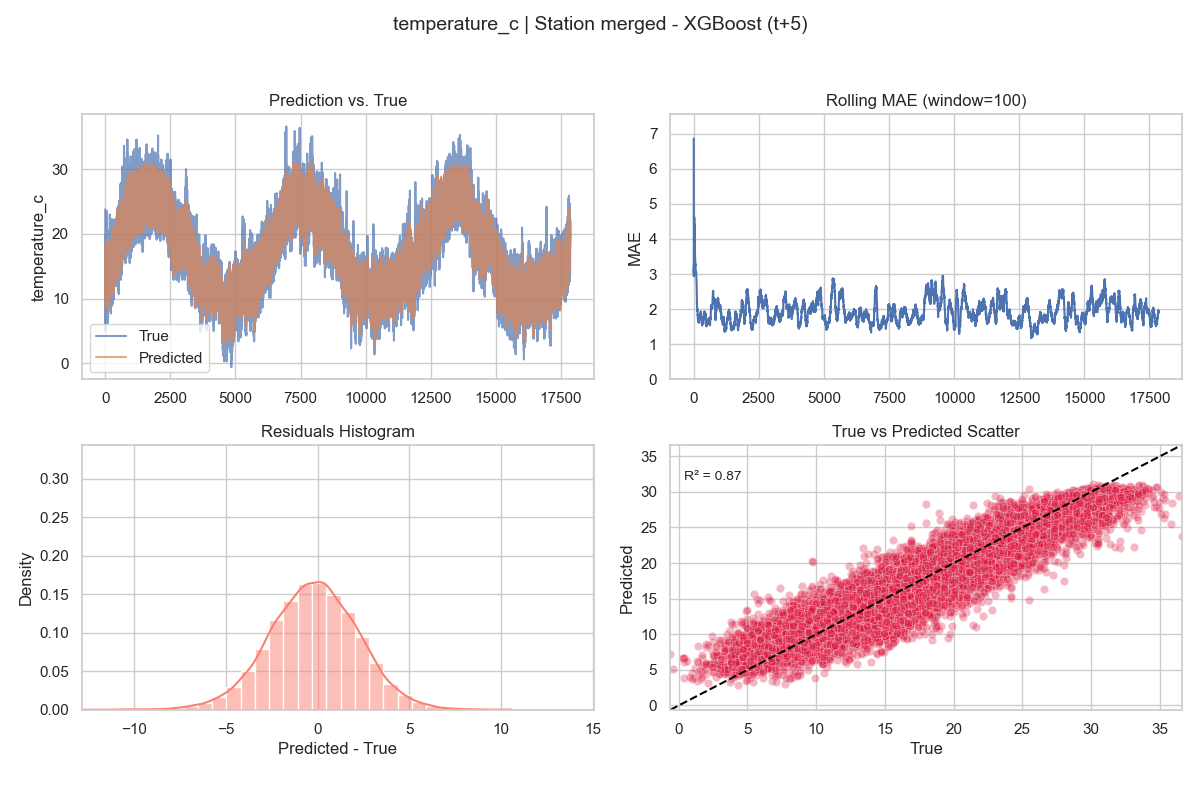 temperature_c | Station merged - XGBoost (t+5)
Prediction vs. True
temperature_c
30
20
10
0
True
Predicted
0 2500 5000 7500 10000 12500 15000 17500
Rolling MAE (window=100)
MAE
7
6
5
4
3
2
1
0
0 2500 5000 7500 10000 12500 15000 17500
Residuals Histogram
Density
0.30
0.25
0.20
0.15
0.10
0.05
0.00
−10 −5 0 5 10 15
Predicted - True
True vs Predicted Scatter
R² = 0.87
Predicted
35
30
25
20
15
10
5
0
0 5 10 15 20 25 30 35
True